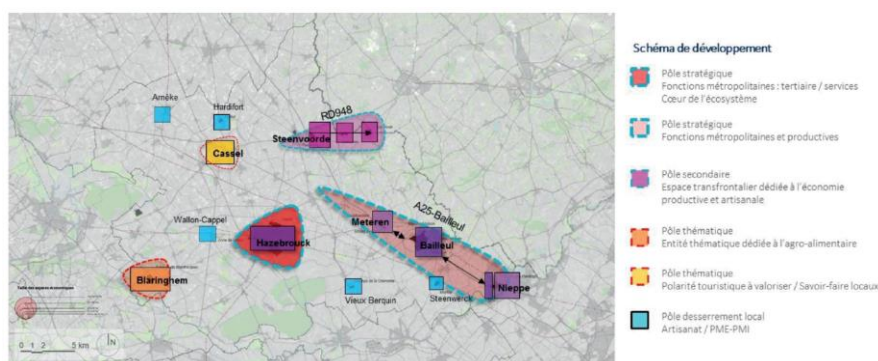 Arnèke
Hardifort
RD948
Steenvoorde
Cassel
A25-Bailleul
Meteren
Wallon-Cappel
Hazebrouck
Bailleul
Blaringhem
Vieux Berquin
Steenwerck
Nieppe
0 1 2 5 km
N
Schéma de développement
Pôle stratégique
Fonctions métropolitaines : tertiaire / services
Cœur de l'écosystème
Pôle stratégique
Fonctions métropolitaines et productives
Pôle secondaire
Espace transfrontalier dédiée à l'économie
productive et artisanale
Pôle thématique
Entité thématique dédiée à l'agro-alimentaire
Pôle thématique
Polarité touristique à valoriser / Savoir-faire locaux
Pôle desserrement local
Artisanat / PME-PMI